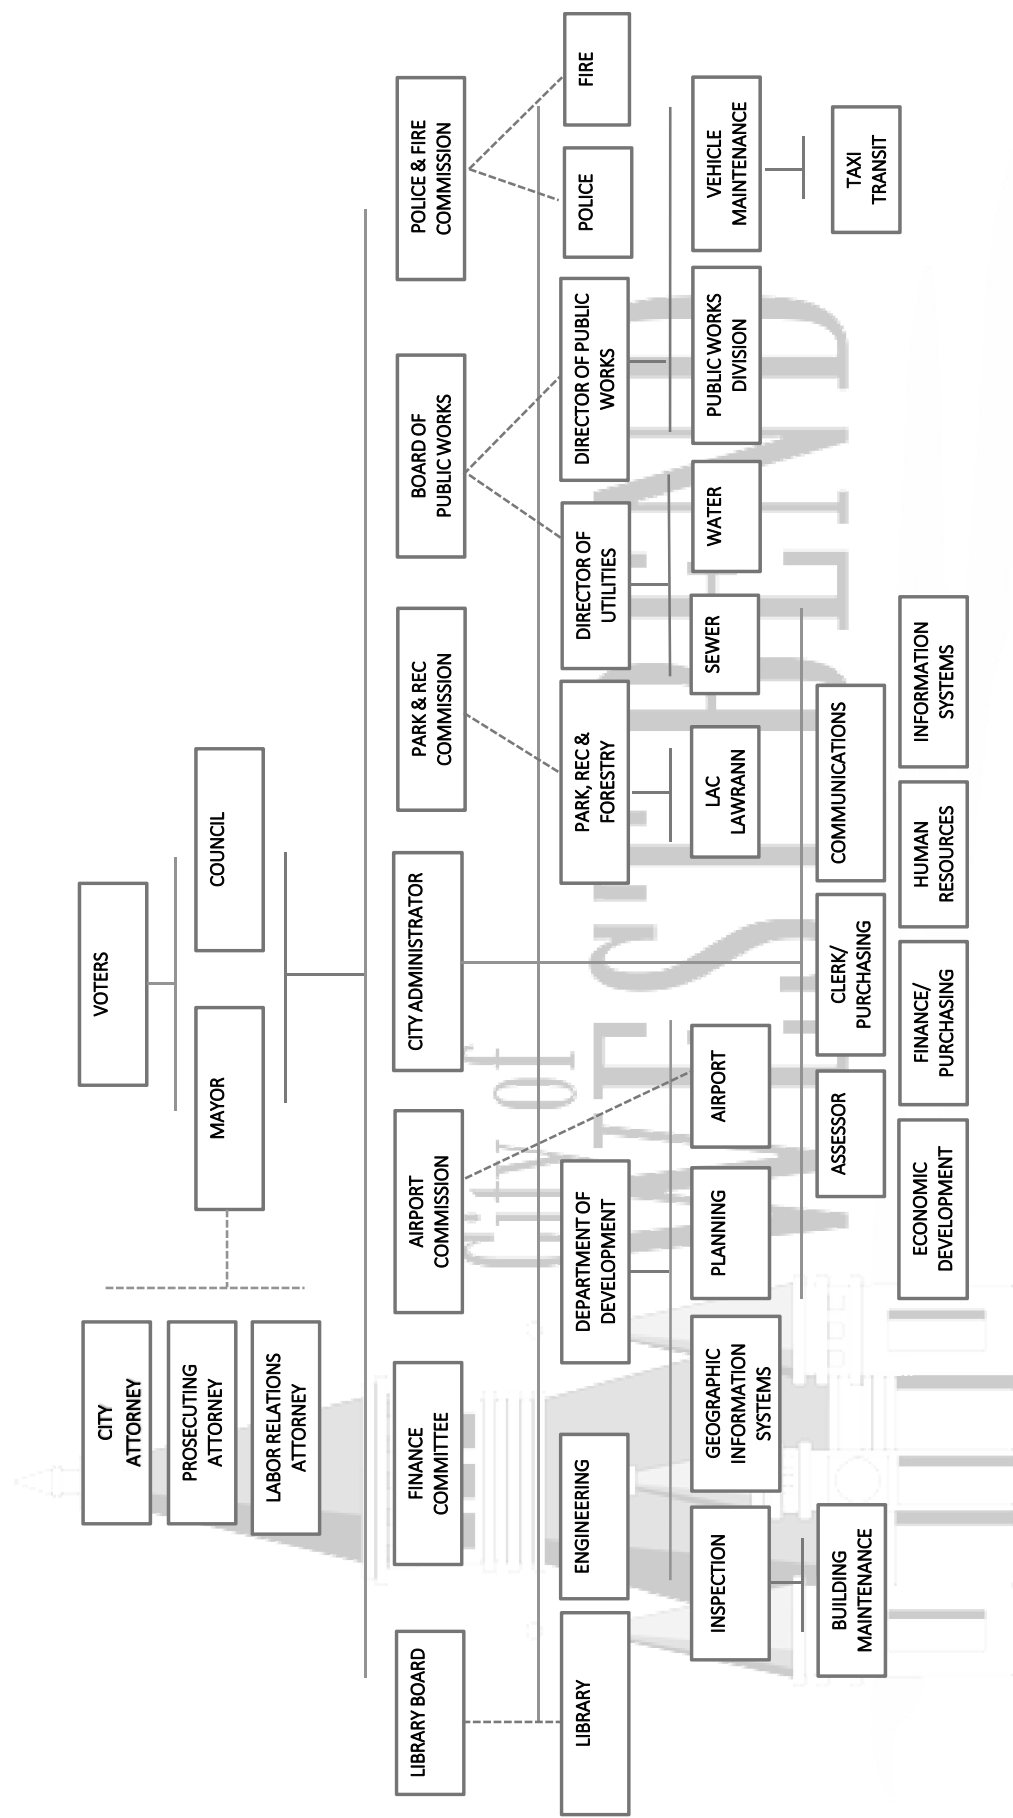 VOTERS
MAYOR
COUNCIL
CITY
ATTORNEY
PROSECUTING
ATTORNEY
LABOR RELATIONS
ATTORNEY
LIBRARY BOARD
FINANCE
COMMITTEE
AIRPORT
COMMISSION
CITY ADMINISTRATOR
PARK & REC
COMMISSION
BOARD OF
PUBLIC WORKS
POLICE & FIRE
COMMISSION
LIBRARY
ENGINEERING
DEPARTMENT OF
DEVELOPMENT
PARK, REC &
FORESTRY
DIRECTOR OF
UTILITIES
DIRECTOR OF PUBLIC
WORKS
POLICE
FIRE
INSPECTION
GEOGRAPHIC
INFORMATION
SYSTEMS
PLANNING
AIRPORT
LAC
LAWRANN
SEWER
WATER
PUBLIC WORKS
DIVISION
VEHICLE
MAINTENANCE
BUILDING
MAINTENANCE
ASSESSOR
CLERK/
PURCHASING
COMMUNICATIONS
TAXI
TRANSIT
ECONOMIC
DEVELOPMENT
FINANCE/
PURCHASING
HUMAN
RESOURCES
INFORMATION
SYSTEMS
City of
WEST BEND